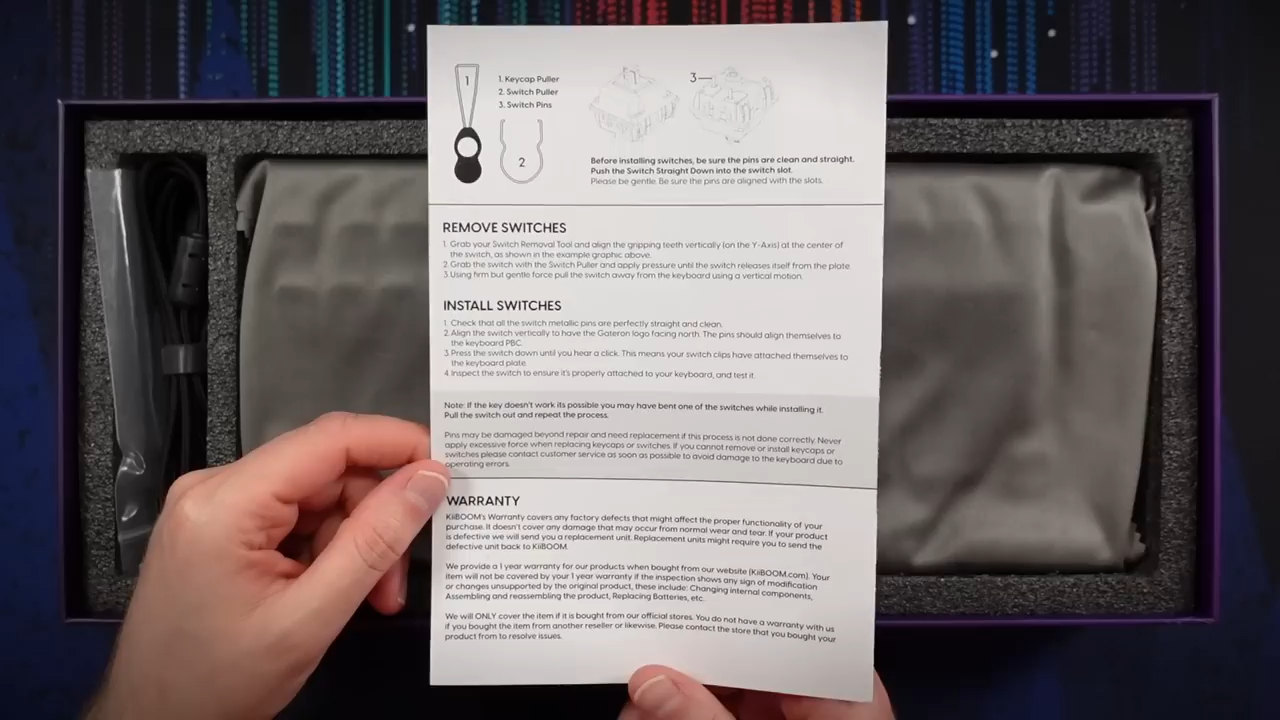 1
1. Keycap Puller
2. Switch Puller
3. Switch Pins
2
3
Before installing switches, be sure the pins are clean and straight.
Push the Switch Straight Down into the switch slot.
Please be gentle. Be sure the pins are aligned with the slots.
REMOVE SWITCHES
1. Grab your Switch Removal Tool and align the gripping teeth vertically (on the Y-Axis) at the center of
the switch, as shown in the example graphic above.
2. Grab the switch with the Switch Puller and apply pressure until the switch releases itself from the plate.
3. Using firm but gentle force pull the switch away from the keyboard using a vertical motion.
INSTALL SWITCHES
1. Check that all the switch metallic pins are perfectly straight and clean.
2. Align the switch vertically to have the Gateron logo facing north. The pins should align themselves to
the keyboard PBC.
3. Press the switch down until you hear a click. This means your switch clips have attached themselves to
the keyboard plate.
4. Inspect the switch to ensure it's properly attached to your keyboard, and test it.
Note: If the key doesn't work its possible you may have bent one of the switches while installing it.
Pull the switch out and repeat the process.
Pins may be damaged beyond repair and need replacement if this process is not done correctly. Never
apply excessive force when replacing keycaps or switches. If you cannot remove or install keycaps or
switches please contact customer service as soon as possible to avoid damage to the keyboard due to
operating errors.
WARRANTY
KiiBOOM's Warranty covers any factory defects that might affect the proper functionality of your
purchase. It doesn't cover any damage that may occur from normal wear and tear. If your product
is defective we will send you a replacement unit. Replacement units might require you to send the
defective unit back to KiiBOOM.
We provide a 1 year warranty for our products when bought from our website (KiiBOOM.com). Your
item will not be covered by your 1 year warranty if the inspection shows any sign of modification
or changes unsupported by the original product, these include: Changing internal components,
Assembling and reassembling the product, Replacing Batteries, etc.
We will ONLY cover the item if it is bought from our official stores. You do not have a warranty with us
if you bought the item from another reseller or likewise. Please contact the store that you bought your
product from to resolve issues.